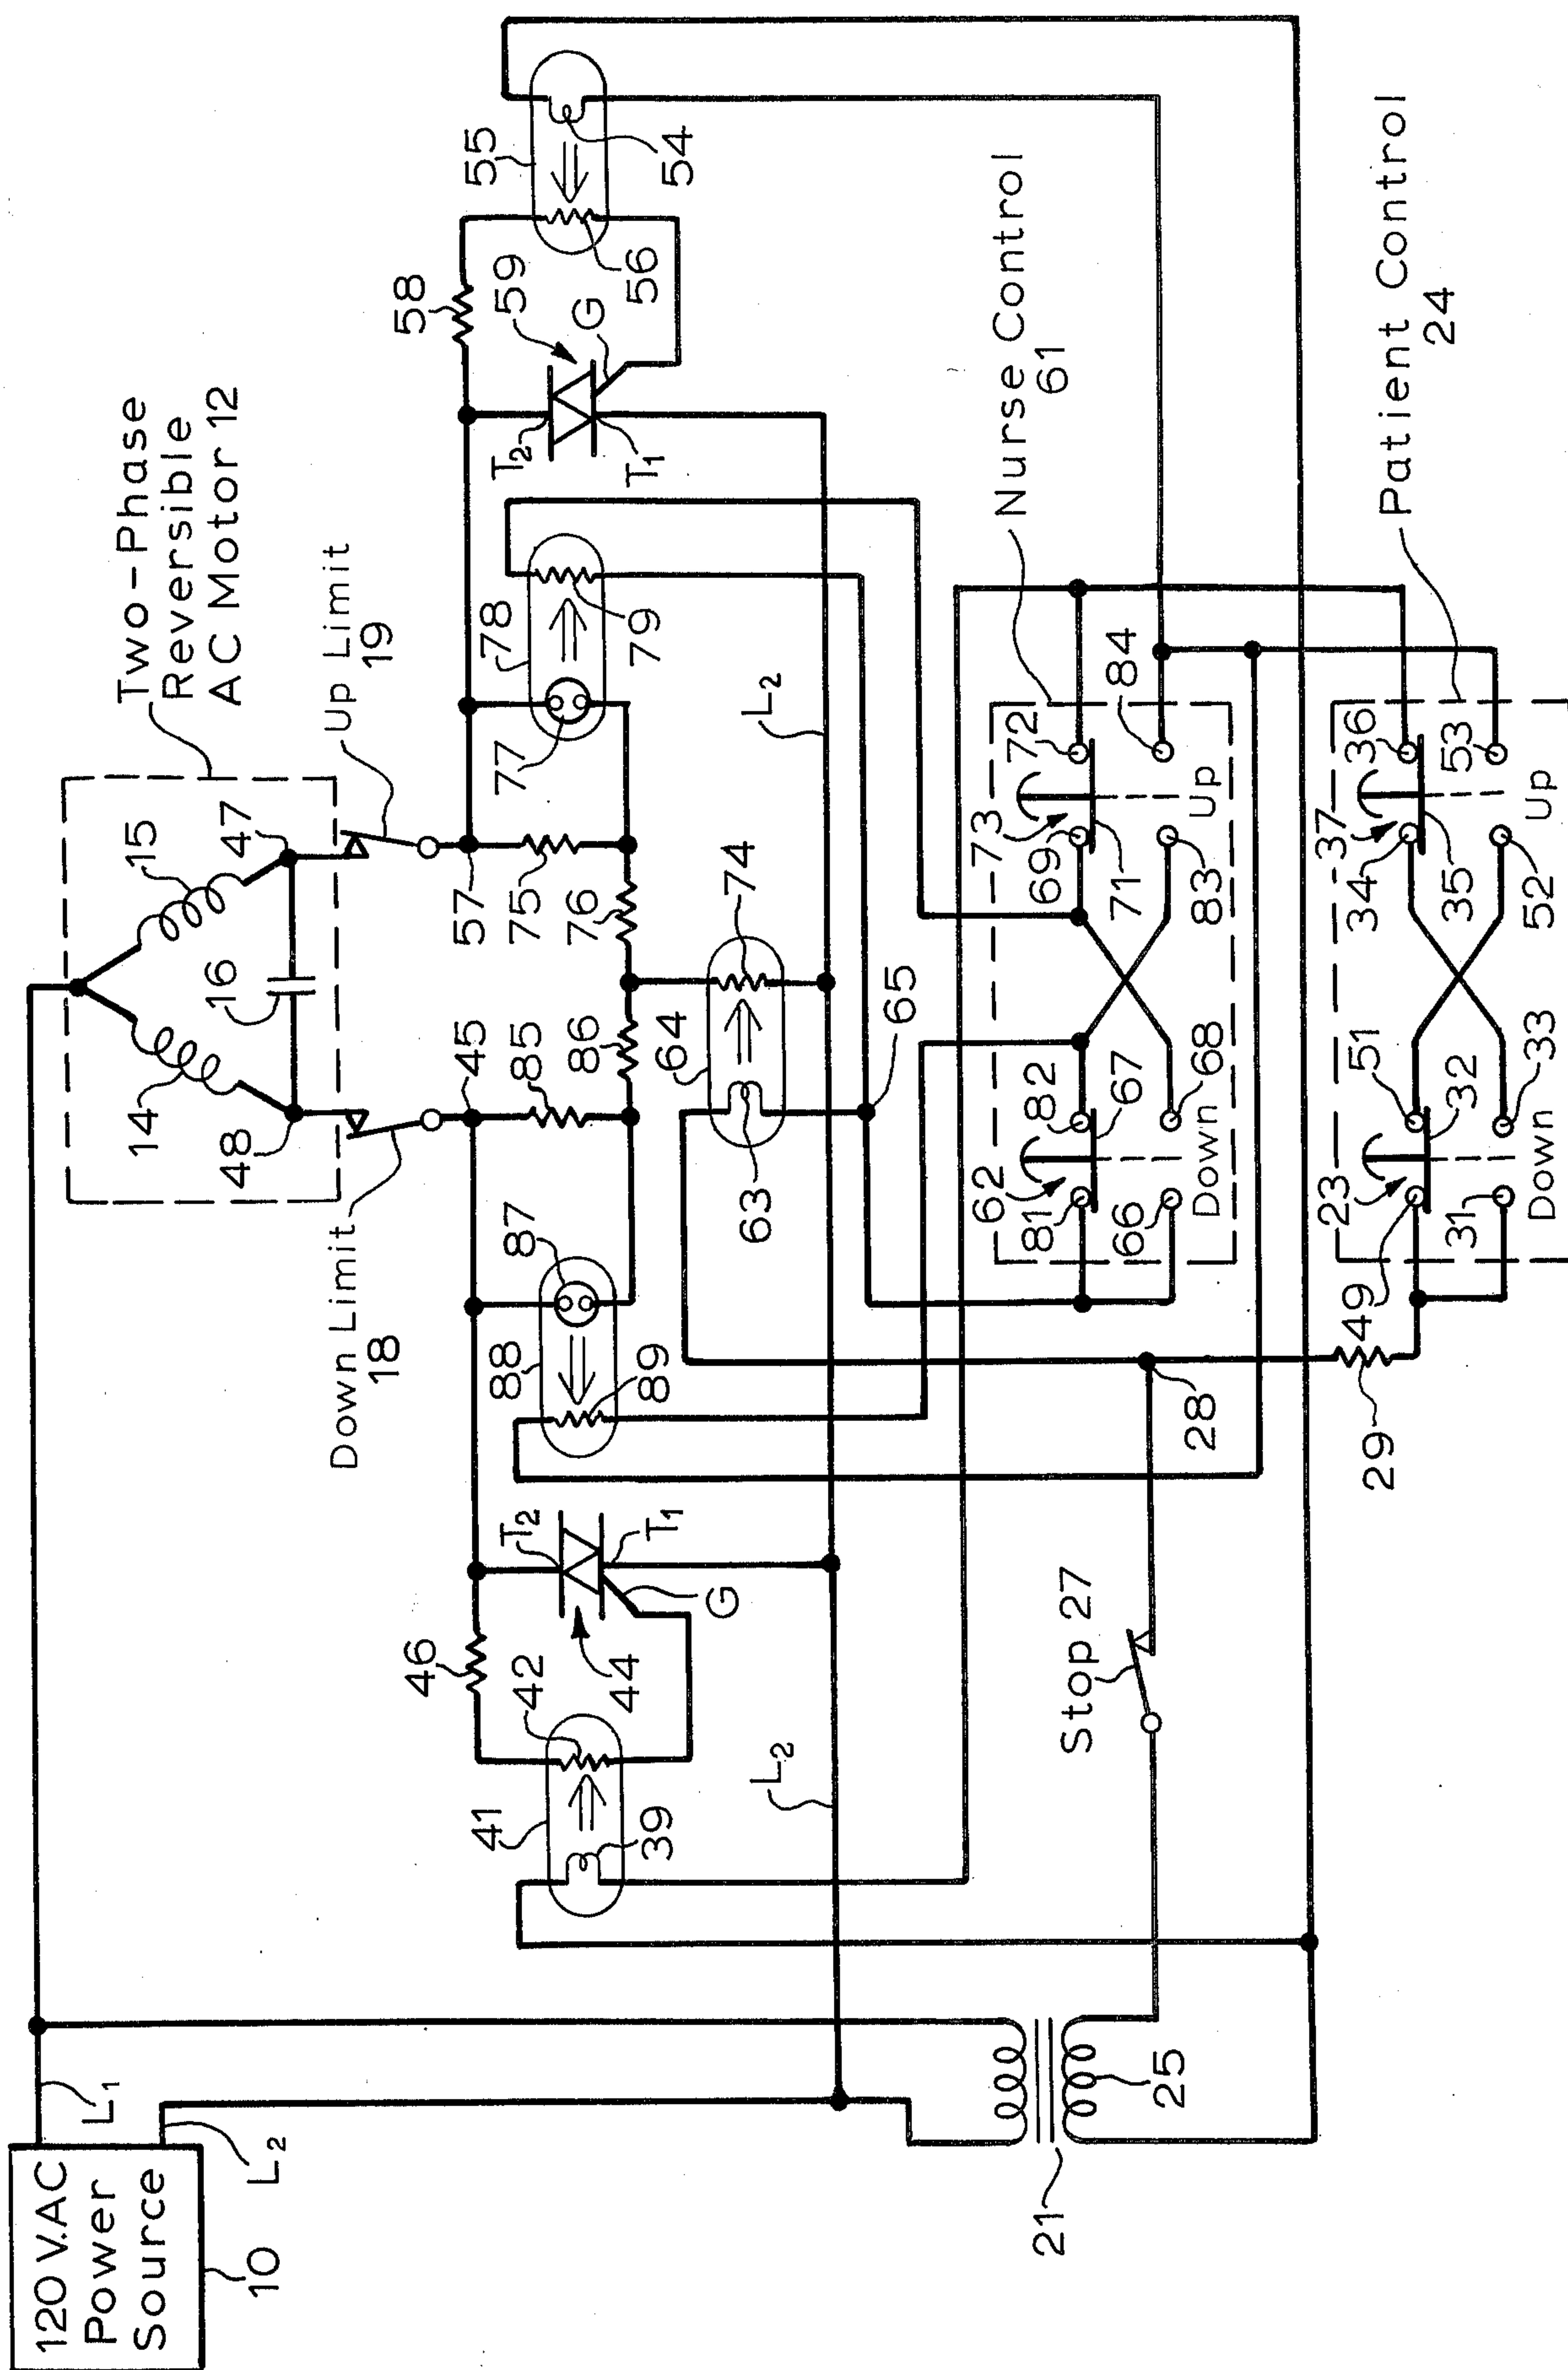 120 V.AC
Power
Source
10
L1
L2
Two-Phase
Reversible
AC Motor 12
14
15
16
47
48
Down Limit
18
Up Limit
19
45
57
46
58
41
42
39
44
T2
T1
G
88
87
89
85
86
75
76
78
77
79
59
T2
T1
G
55
56
54
64
63
74
65
L2
L2
21
25
Stop 27
28
29
Nurse Control
61
62
81
82
67
66
68
Down
73
72
69
71
83
84
Up
Patient Control
24
23
49
51
32
31
33
Down
37
36
34
35
52
53
Up